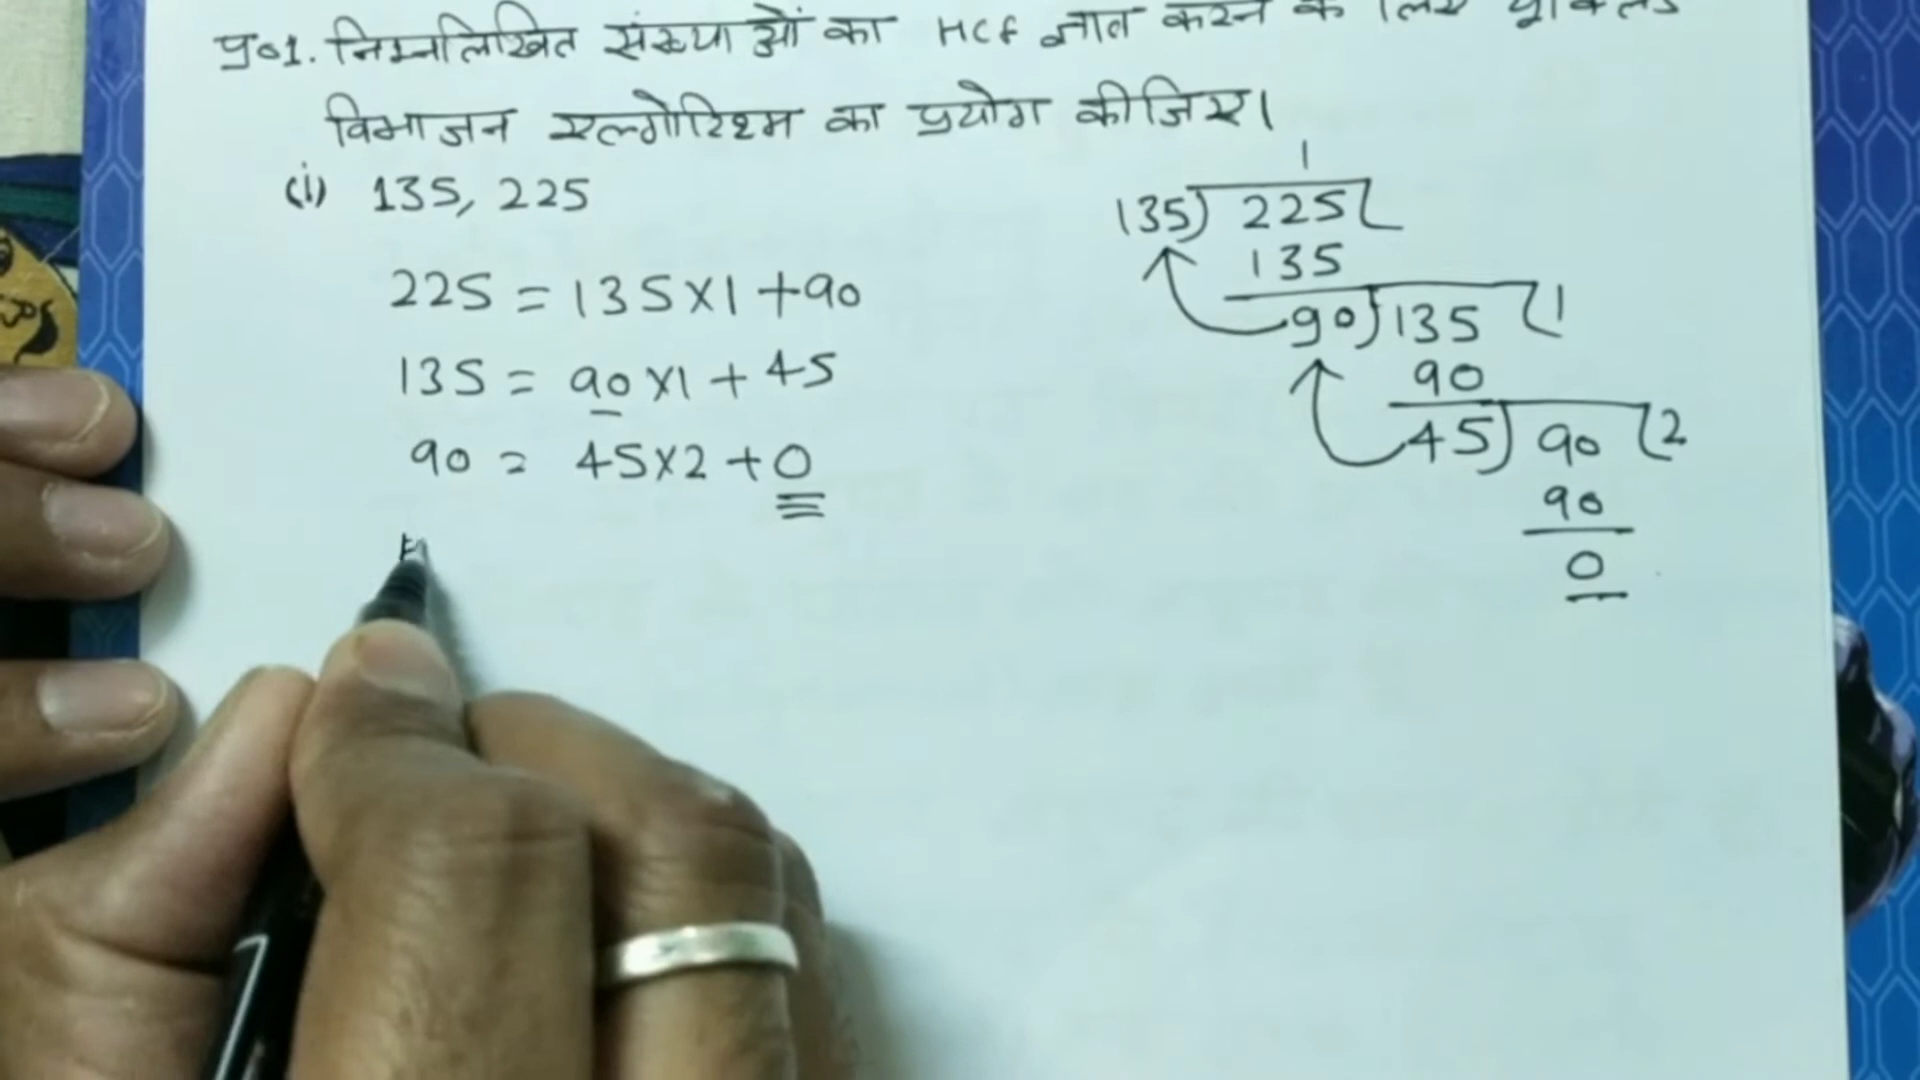 प्र०1. निम्नलिखित संख्याओं का HCF ज्ञात करने के लिए
विभाजन एल्गोरिथ्म का प्रयोग कीजिए।
(i) 135, 225
225 = 135×1+90
135 = 90×1+45
90 = 45×2+0
1
135) 225
135
90) 135 1
90
45) 90 2
90
0